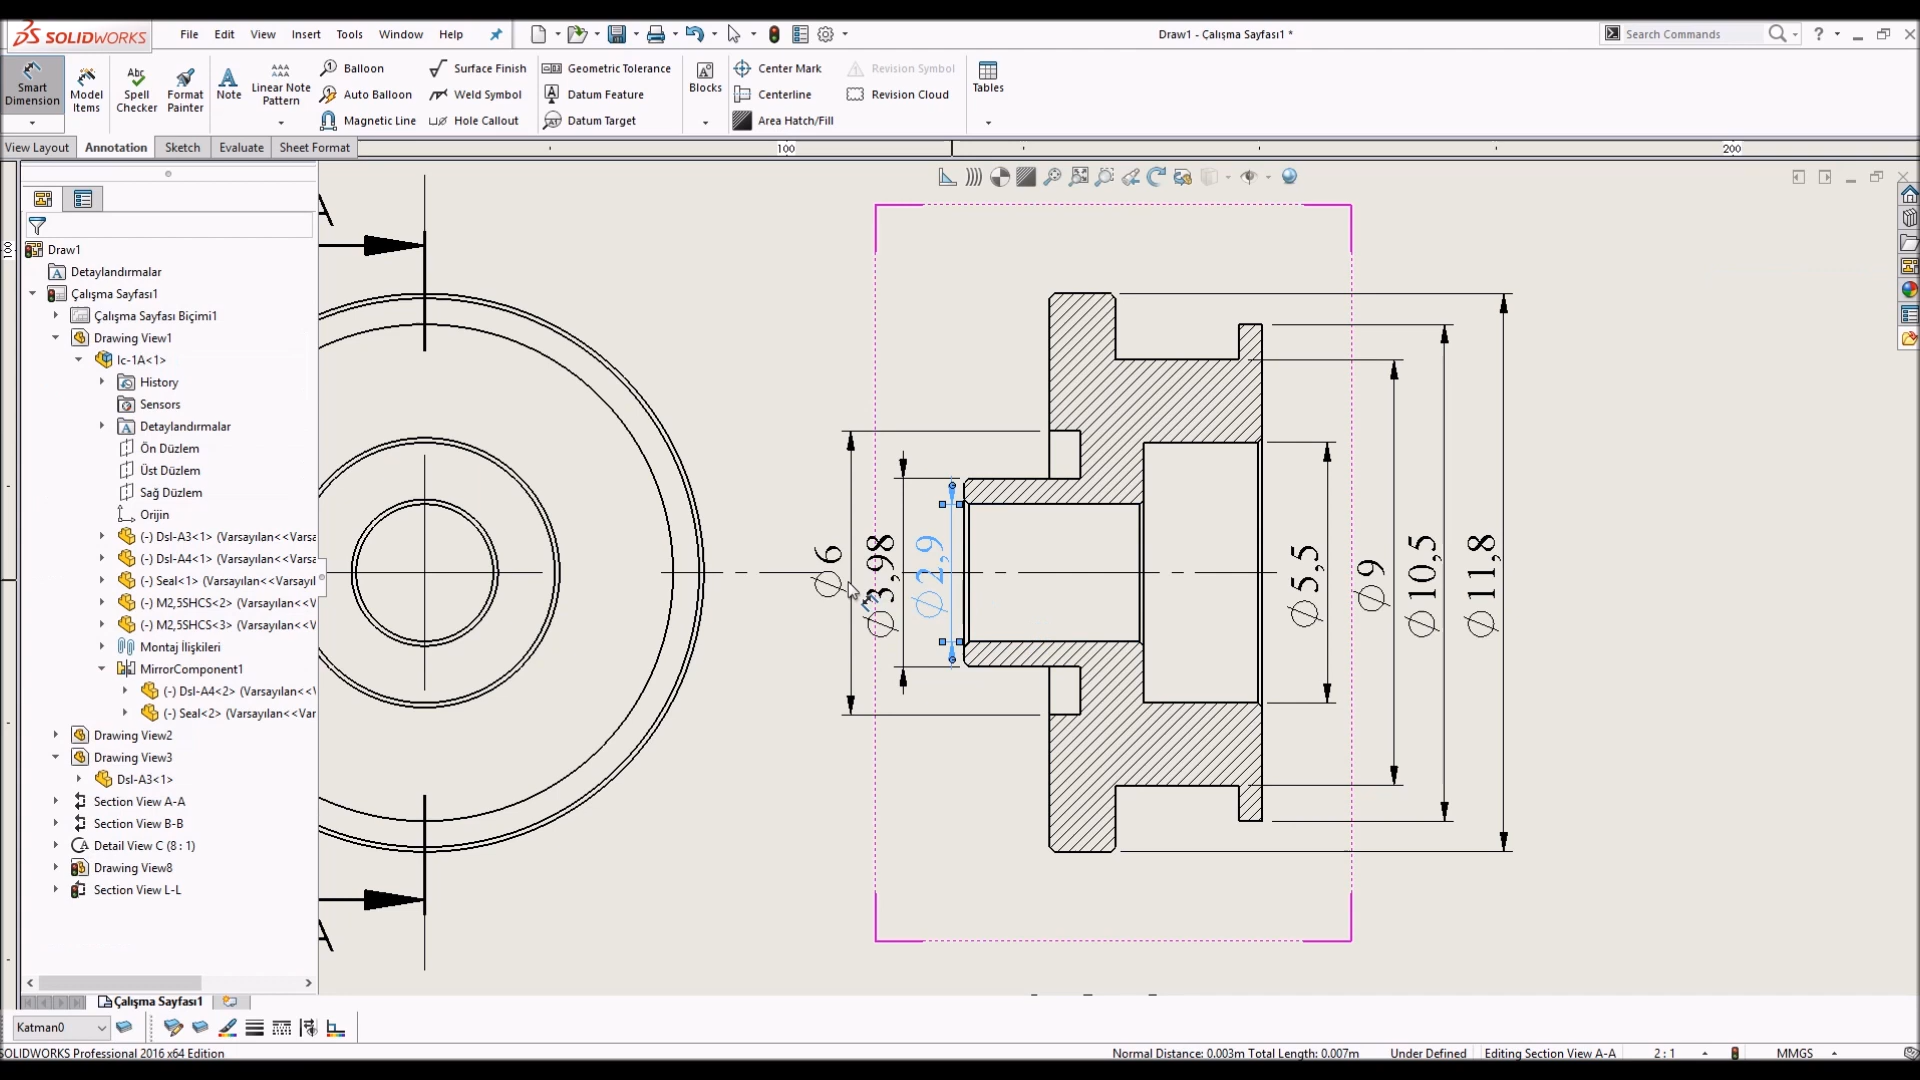 SOLIDWORKS
File Edit View Insert Tools Window Help
Draw1 - Çalışma Sayfası1 *
Search Commands
?
Smart Dimension
Model Items
Spell Checker
Format Painter
Note
Linear Note Pattern
Balloon
Auto Balloon
Magnetic Line
Surface Finish
Weld Symbol
Hole Callout
Geometric Tolerance
Datum Feature
Datum Target
Blocks
Center Mark
Centerline
Area Hatch/Fill
Revision Symbol
Revision Cloud
Tables
View Layout
Annotation
Sketch
Evaluate
Sheet Format
100
200
100
Draw1
Detaylandırmalar
Çalışma Sayfası1
Çalışma Sayfası Biçimi1
Drawing View1
Ic-1A<1>
History
Sensors
Detaylandırmalar
Ön Düzlem
Üst Düzlem
Sağ Düzlem
Orijin
(-) Dsl-A3<1> (Varsayılan<<Varsa
(-) Dsl-A4<1> (Varsayılan<<Varsa
(-) Seal<1> (Varsayılan<<Varsayıl
(-) M2,5SHCS<2> (Varsayılan<<V
(-) M2,5SHCS<3> (Varsayılan<<V
Montaj İlişkileri
MirrorComponent1
(-) Dsl-A4<2> (Varsayılan<<V
(-) Seal<2> (Varsayılan<<Var
Drawing View2
Drawing View3
Dsl-A3<1>
Section View A-A
Section View B-B
Detail View C (8 : 1)
Drawing View8
Section View L-L
A
A
∅6
∅3,98
∅2,9
∅5,5
∅9
∅10,5
∅11,8
Çalışma Sayfası1
Katman0
SOLIDWORKS Professional 2016 x64 Edition
Normal Distance: 0.003m Total Length: 0.007m
Under Defined
Editing Section View A-A
2 : 1
MMGS